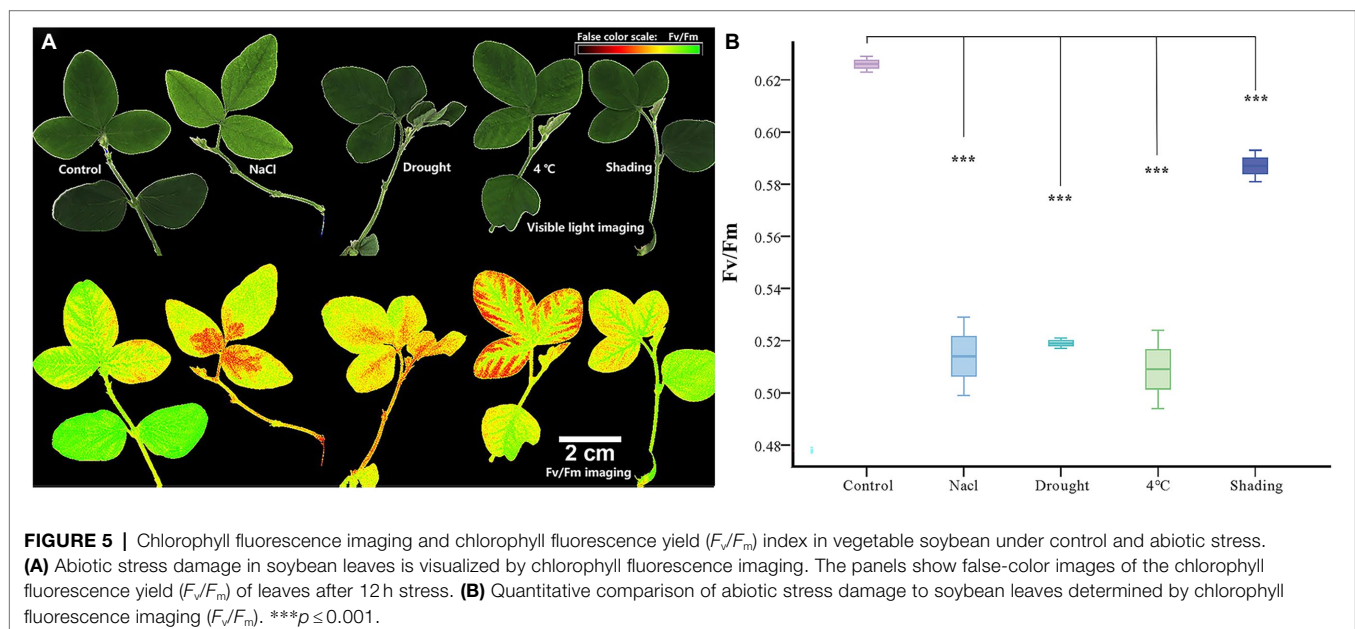 A
False color scale: Fv/Fm
Control
NaCl
Drought
4℃
Shading
Visible light imaging
2 cm
Fv/Fm imaging
B
Fv/Fm
0.62
0.60
0.58
0.56
0.54
0.52
0.50
0.48
***
***
***
***
Control
Nacl
Drought
4℃
Shading
FIGURE 5 | Chlorophyll fluorescence imaging and chlorophyll fluorescence yield (Fv/Fm) index in vegetable soybean under control and abiotic stress.
(A) Abiotic stress damage in soybean leaves is visualized by chlorophyll fluorescence imaging. The panels show false-color images of the chlorophyll
fluorescence yield (Fv/Fm) of leaves after 12 h stress. (B) Quantitative comparison of abiotic stress damage to soybean leaves determined by chlorophyll
fluorescence imaging (Fv/Fm). ***p ≤ 0.001.